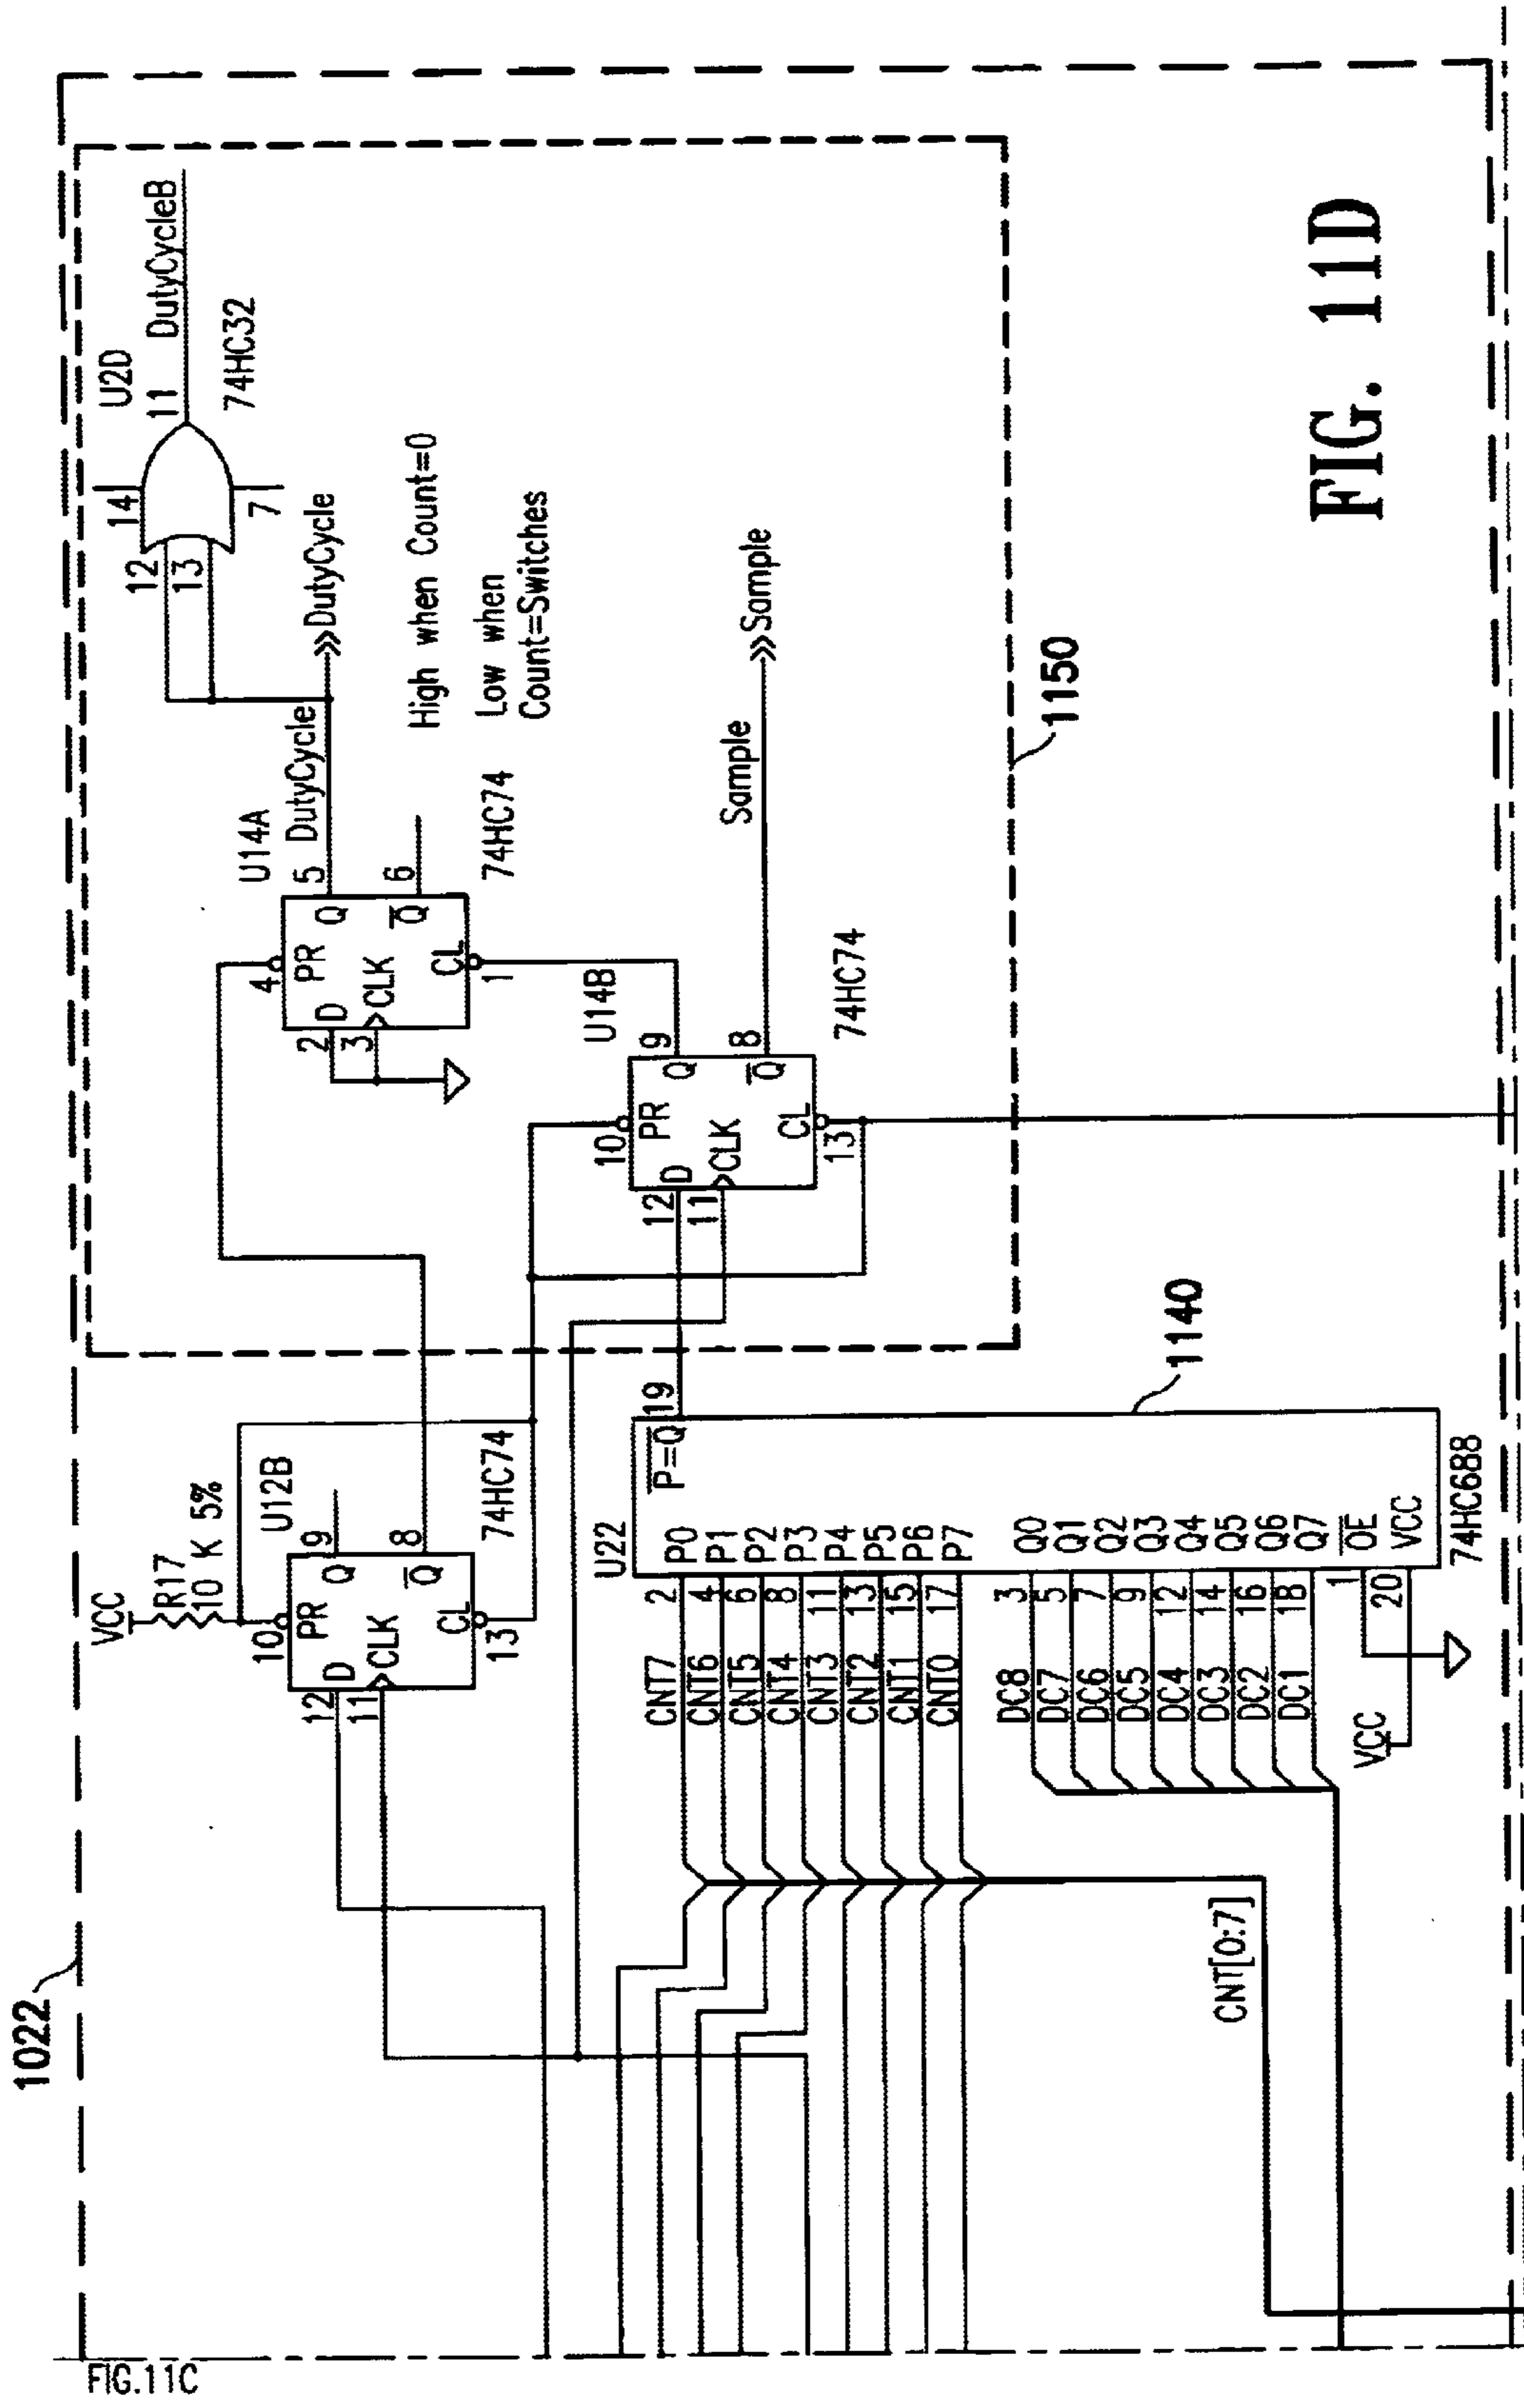 FIG.11C
1022
VCC
R17
10 K 5%
U12B
10
PR
12
D
Q
9
11
CLK
Q
8
CL
13
74HC74
U14A
4
PR
2
D
Q
5
DutyCycle
3
CLK
Q
6
CL
1
74HC74
U2D
12
13
14
7
11
DutyCycleB
74HC32
DutyCycle
High when Count=0
Low when
Count=Switches
U14B
10
PR
12
D
Q
9
11
CLK
Q
8
CL
13
74HC74
Sample
Sample
1150
U22
P=Q
19
CNT7 2 P0
CNT6 4 P1
CNT5 6 P2
CNT4 8 P3
CNT3 11 P4
CNT2 13 P5
CNT1 15 P6
CNT0 17 P7
DC8 3 Q0
DC7 5 Q1
DC6 7 Q2
DC5 9 Q3
DC4 12 Q4
DC3 14 Q5
DC2 16 Q6
DC1 18 Q7
1 OE
VCC 20 VCC
74HC688
1140
CNT[0:7]
FIG. 11D